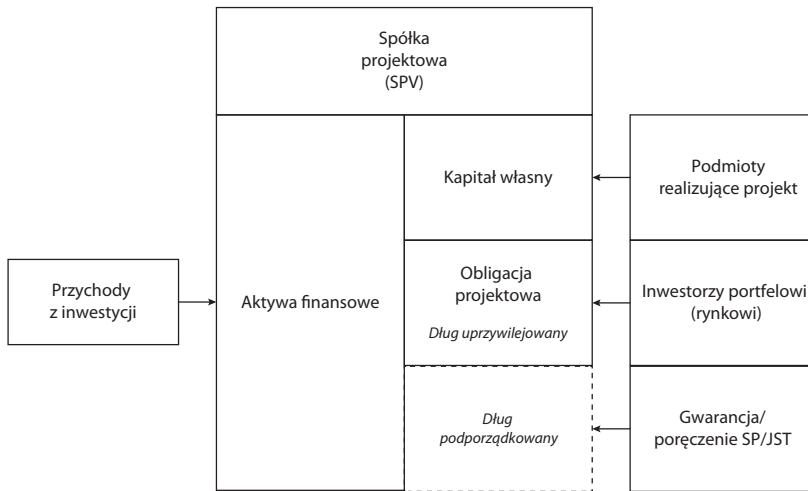 Spółka
projektowa
(SPV)
Kapitał własny
Podmioty
realizujące projekt
Przychody
z inwestycji
Aktywa finansowe
Obligacja
projektowa
Dług uprzywilejowany
Inwestorzy portfelowi
(rynkowi)
Dług
podporządkowany
Gwarancja/
poręczenie SP/JST